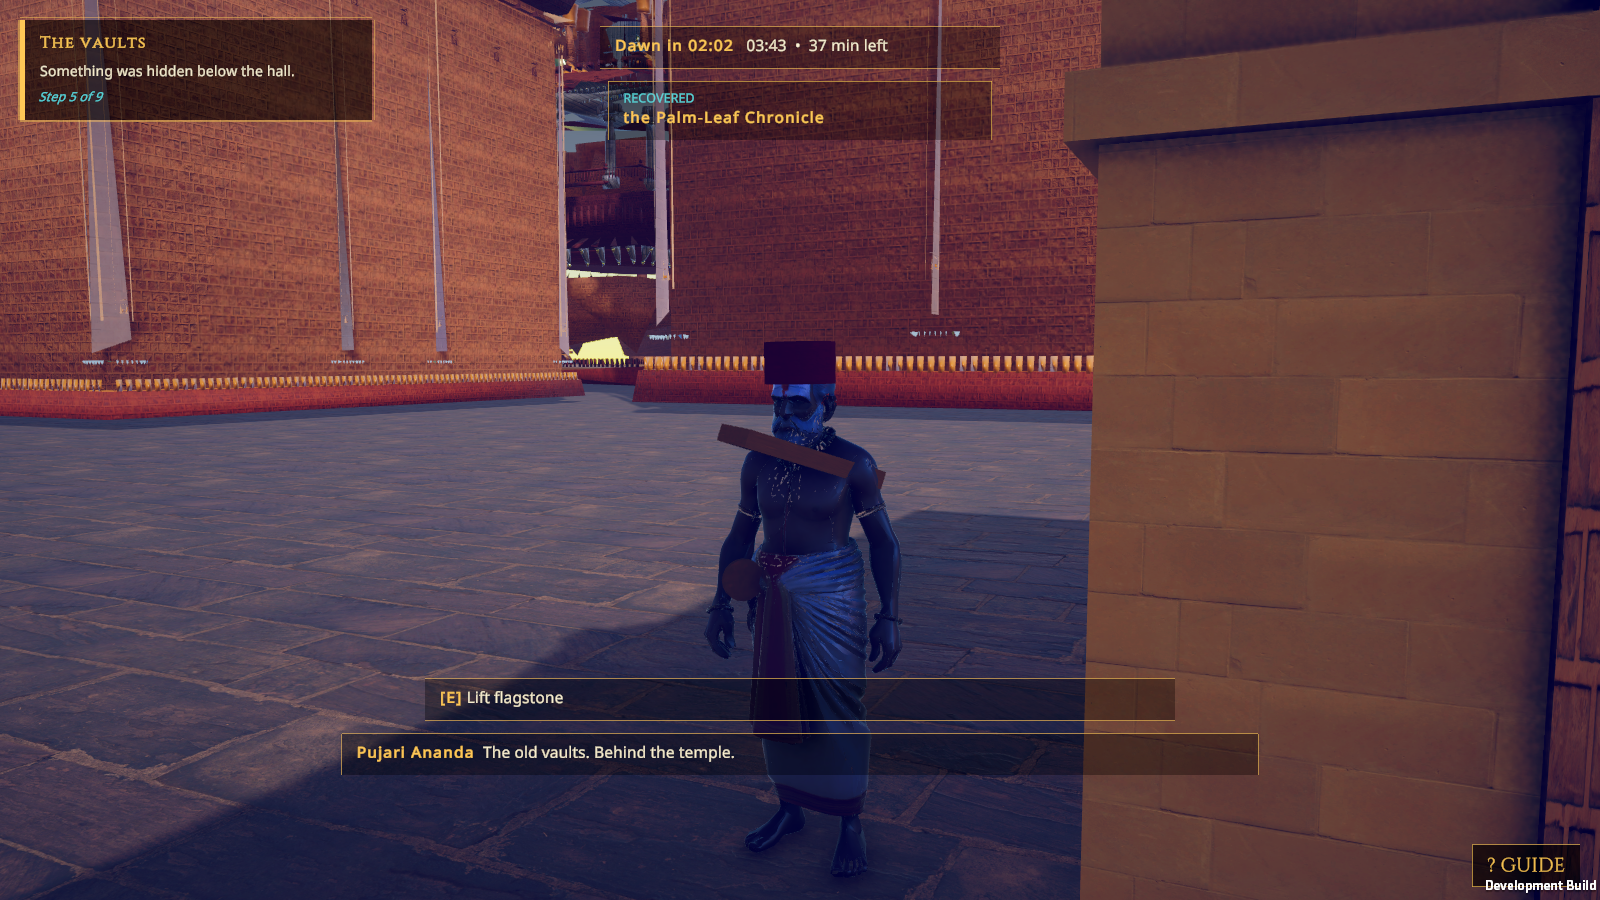 THE VAULTS
Something was hidden below the hall.
Step 5 of 9
Dawn in 02:02 03:43 • 37 min left
RECOVERED
the Palm-Leaf Chronicle
[E] Lift flagstone
Pujari Ananda The old vaults. Behind the temple.
? GUIDE
Development Build